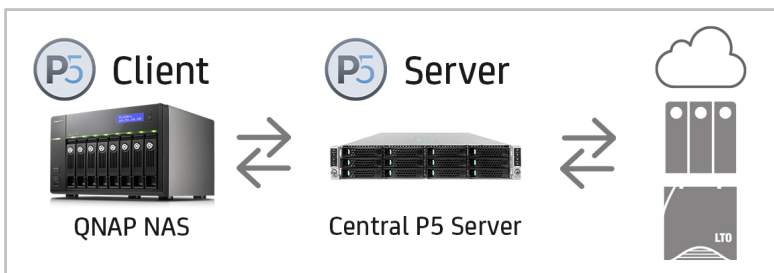 P5 Client
P5 Server
QNAP NAS
Central P5 Server
LTO